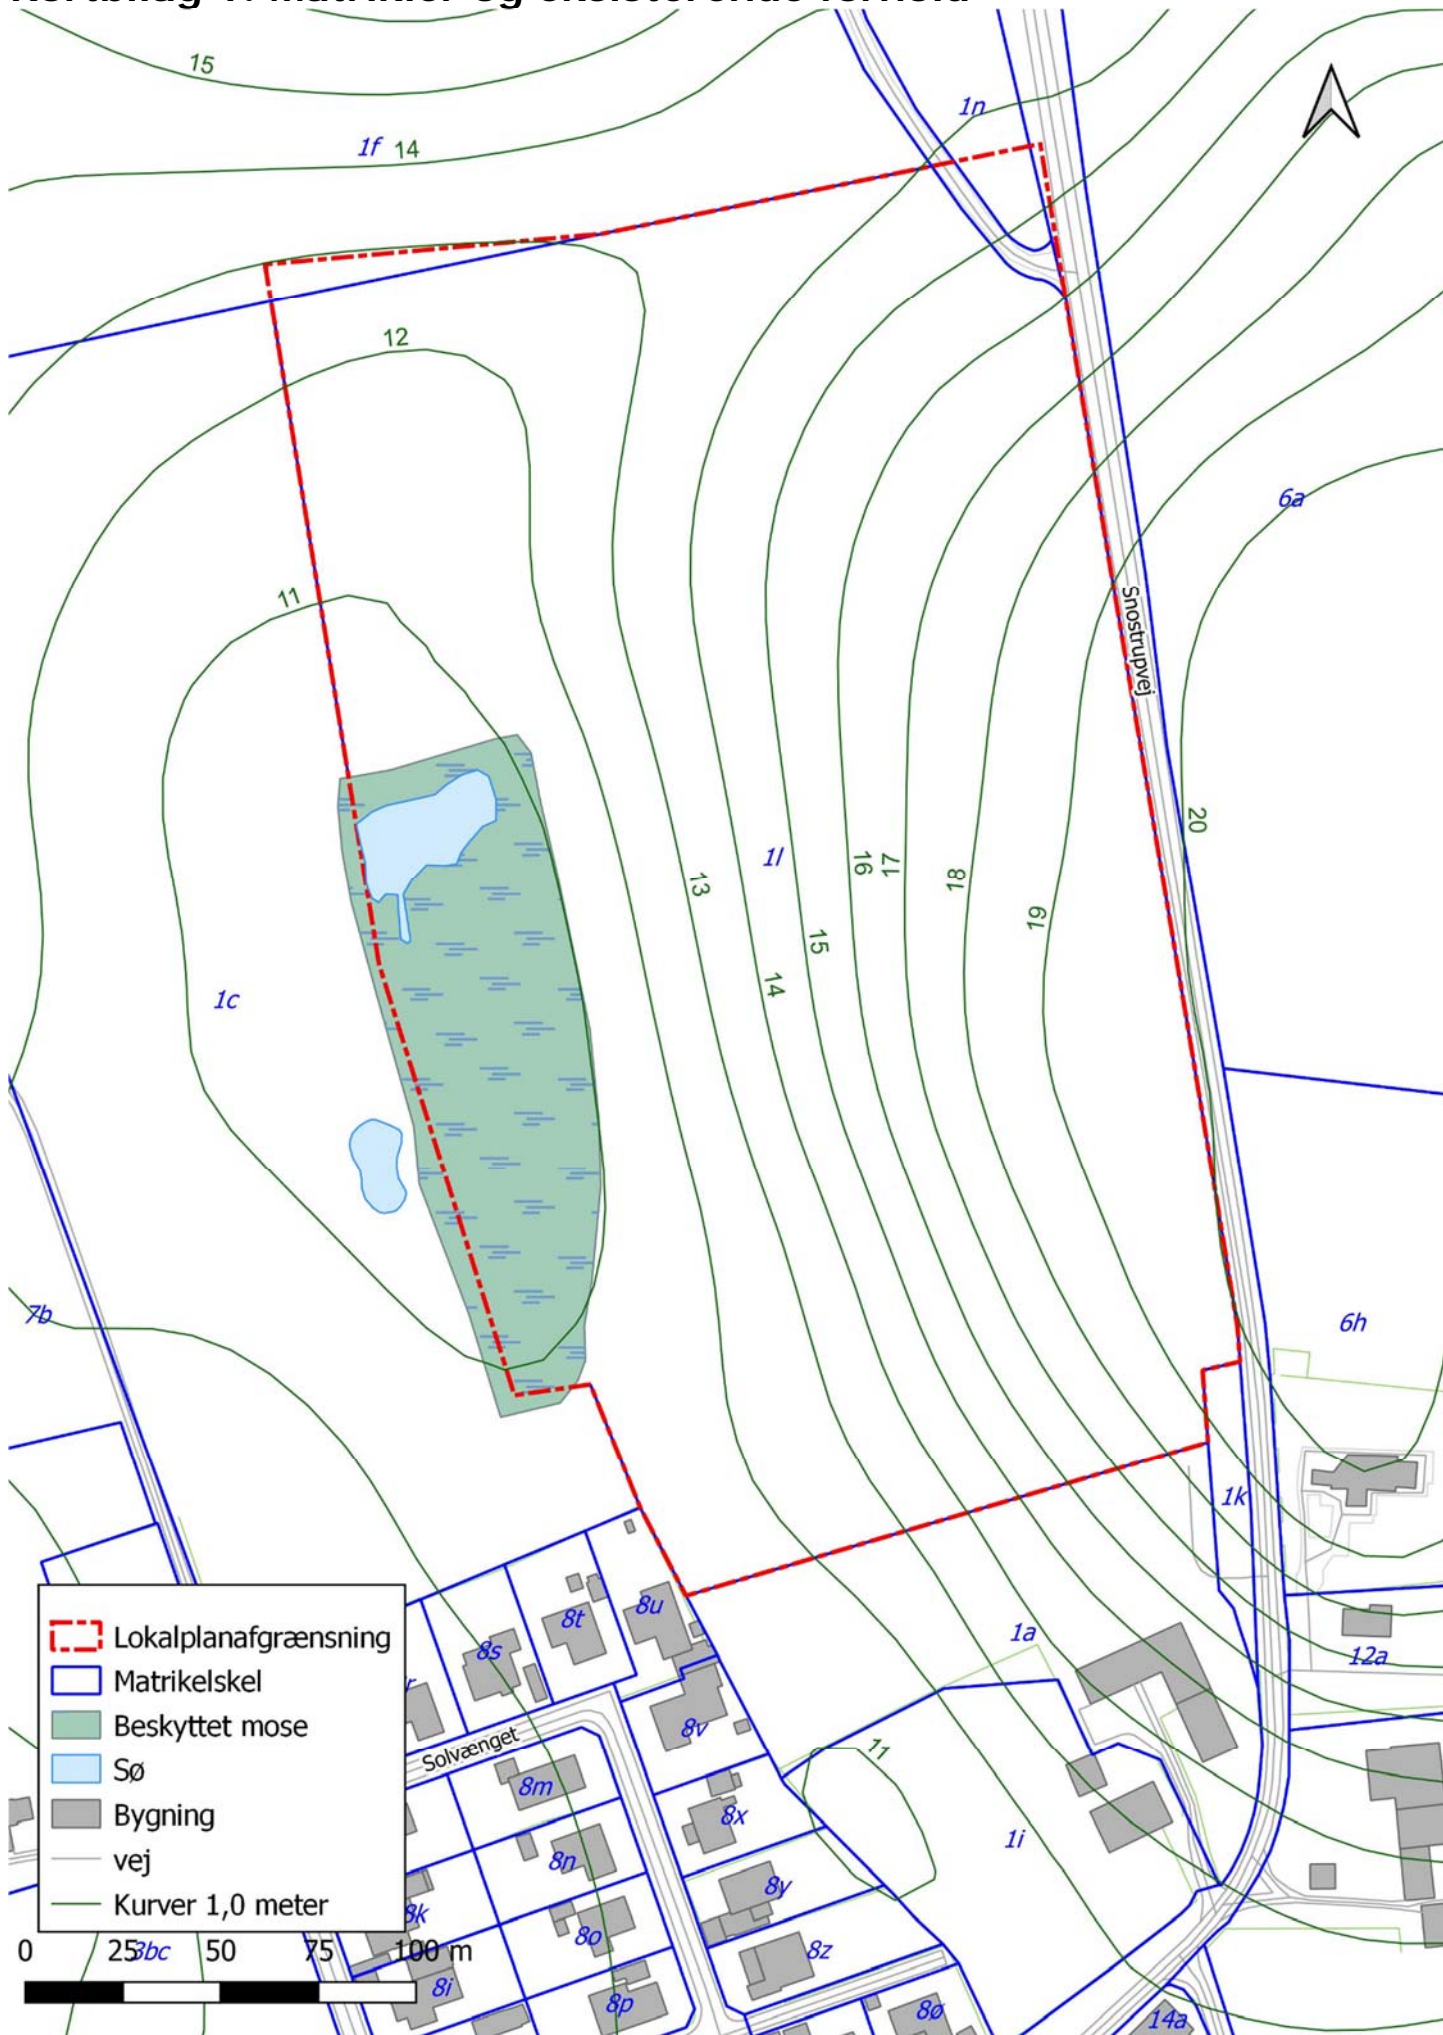 15
1n
1f 14
12
6a
11
Snostrupvej
20
1l
16
17
18
13
19
15
14
1c
7b
6h
1k
8u
8t
1a
8s
12a
Lokalplanafgrænsning
Matrikelskel
Beskyttet mose
Sø
Bygning
vej
Kurver 1,0 meter
8v
Solvænget
11
8m
8x
1i
8n
8y
8k
8o
8z
0 25 50 75 100 m
3bc
8i
8p
8ø
14a